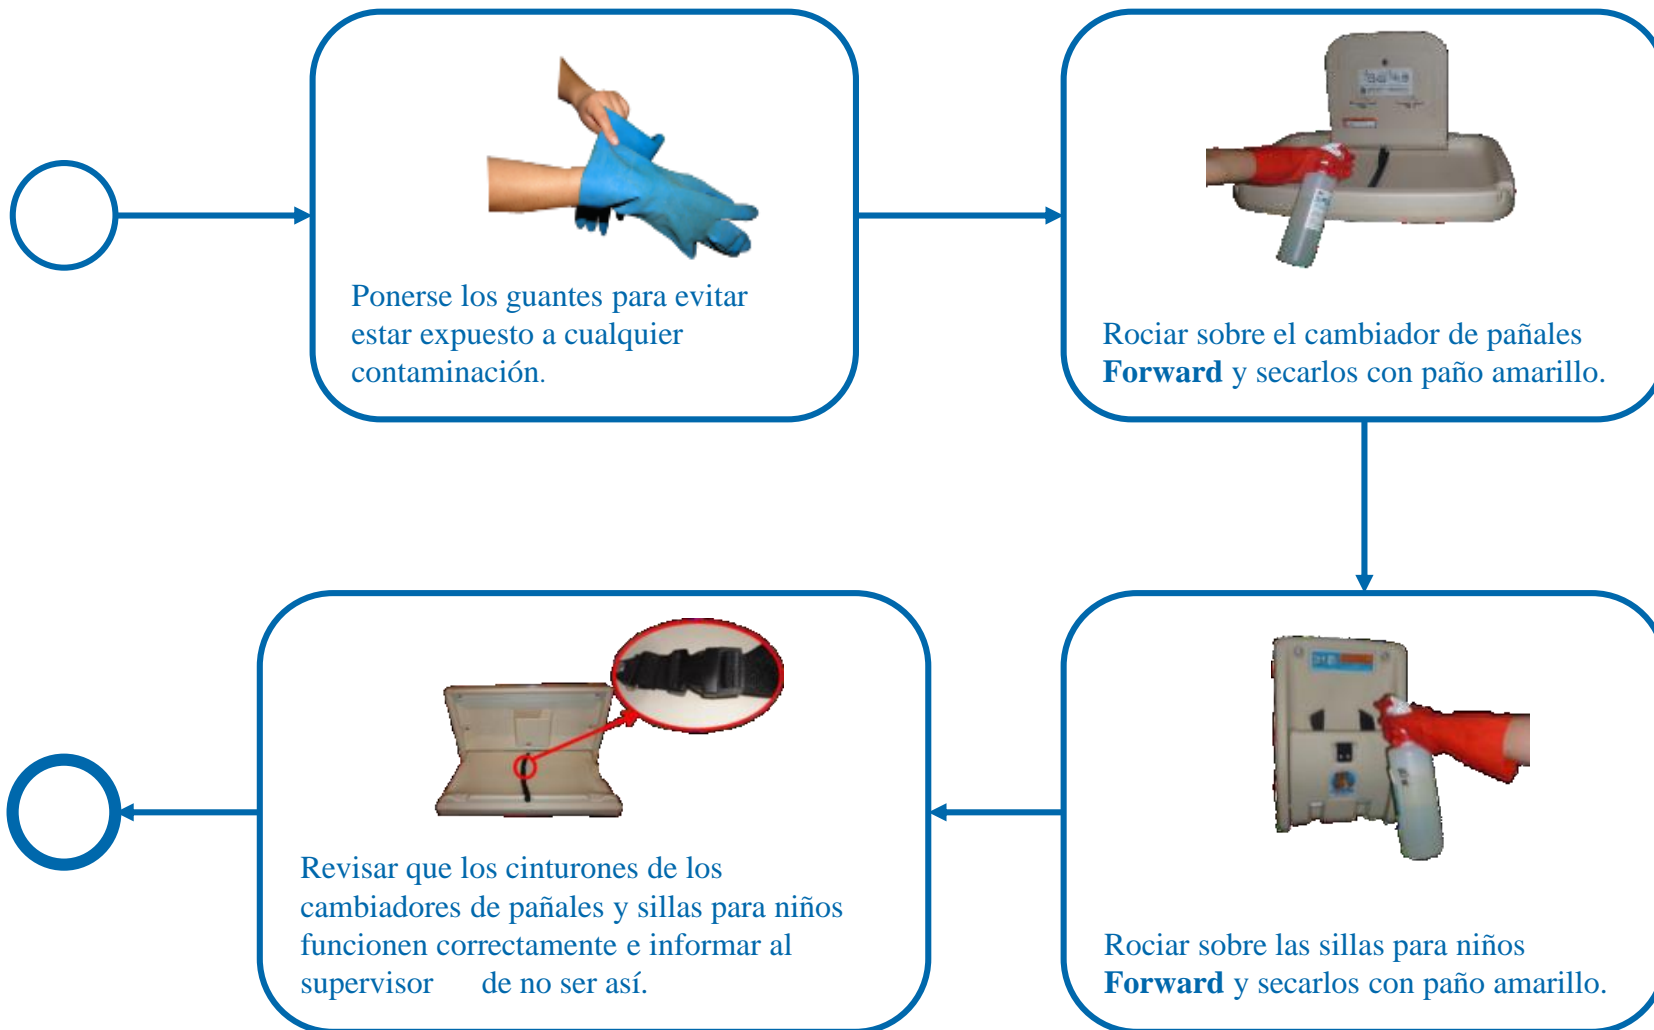 Ponerse los guantes para evitar
estar expuesto a cualquier
contaminación.
Rociar sobre el cambiador de pañales
Forward y secarlos con paño amarillo.
Rociar sobre las sillas para niños
Forward y secarlos con paño amarillo.
Revisar que los cinturones de los
cambiadores de pañales y sillas para niños
funcionen correctamente e informar al
supervisor de no ser así.